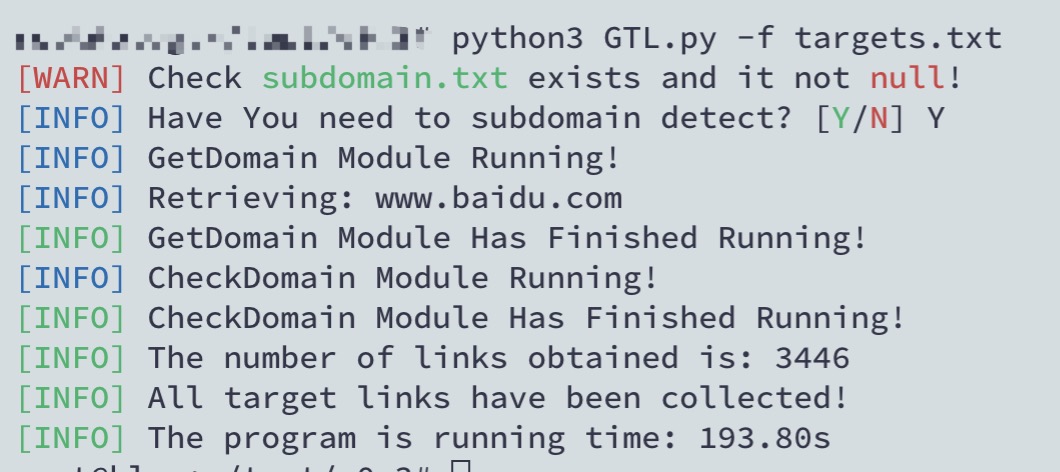 python3 GTL.py -f targets.txt
[WARN] Check subdomain.txt exists and it not null!
[INFO] Have You need to subdomain detect? [Y/N] Y
[INFO] GetDomain Module Running!
[INFO] Retrieving: www.baidu.com
[INFO] GetDomain Module Has Finished Running!
[INFO] CheckDomain Module Running!
[INFO] CheckDomain Module Has Finished Running!
[INFO] The number of links obtained is: 3446
[INFO] All target links have been collected!
[INFO] The program is running time: 193.80s